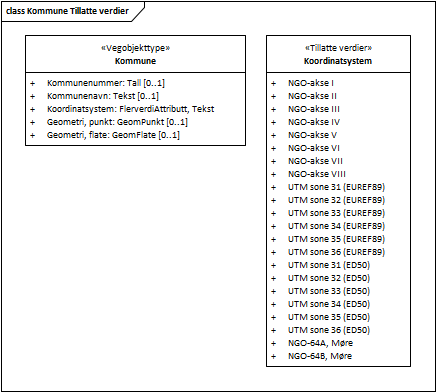 class Kommune Tillatte verdier
«Vegobjekttype»
Kommune
+ Kommunenummer: Tall [0..1]
+ Kommunenavn: Tekst [0..1]
+ Koordinatsystem: FlerverdiAttributt, Tekst
+ Geometri, punkt: GeomPunkt [0..1]
+ Geometri, flate: GeomFlate [0..1]
«Tillatte verdier»
Koordinatsystem
+ NGO-akse I
+ NGO-akse II
+ NGO-akse III
+ NGO-akse IV
+ NGO-akse V
+ NGO-akse VI
+ NGO-akse VII
+ NGO-akse VIII
+ UTM sone 31 (EUREF89)
+ UTM sone 32 (EUREF89)
+ UTM sone 33 (EUREF89)
+ UTM sone 34 (EUREF89)
+ UTM sone 35 (EUREF89)
+ UTM sone 36 (EUREF89)
+ UTM sone 31 (ED50)
+ UTM sone 32 (ED50)
+ UTM sone 33 (ED50)
+ UTM sone 34 (ED50)
+ UTM sone 35 (ED50)
+ UTM sone 36 (ED50)
+ NGO-64A, Møre
+ NGO-64B, Møre